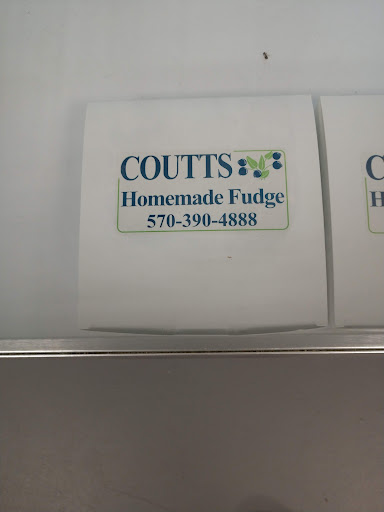 COUTTS
Homemade Fudge
570-390-4888
C
H